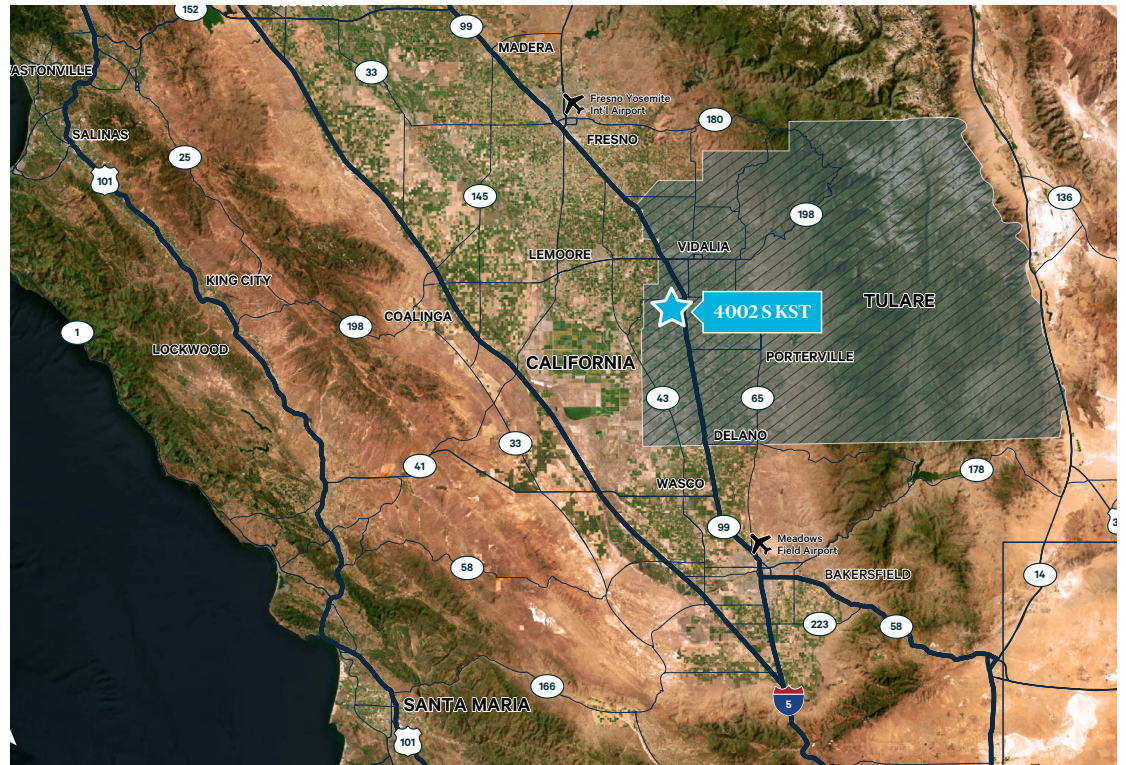 152
99
MADERA
33
ASTONVILLE
Fresno Yosemite
Int'l Airport
180
SALINAS
FRESNO
25
101
145
136
198
VIDALIA
LEMOORE
KING CITY
TULARE
4002 S K ST
COALINGA
198
1
LOCKWOOD
CALIFORNIA
PORTERVILLE
43
65
DELANO
33
41
178
WASCO
99
3
Meadows
Field Airport
58
BAKERSFIELD
14
223
58
166
5
SANTA MARIA
101